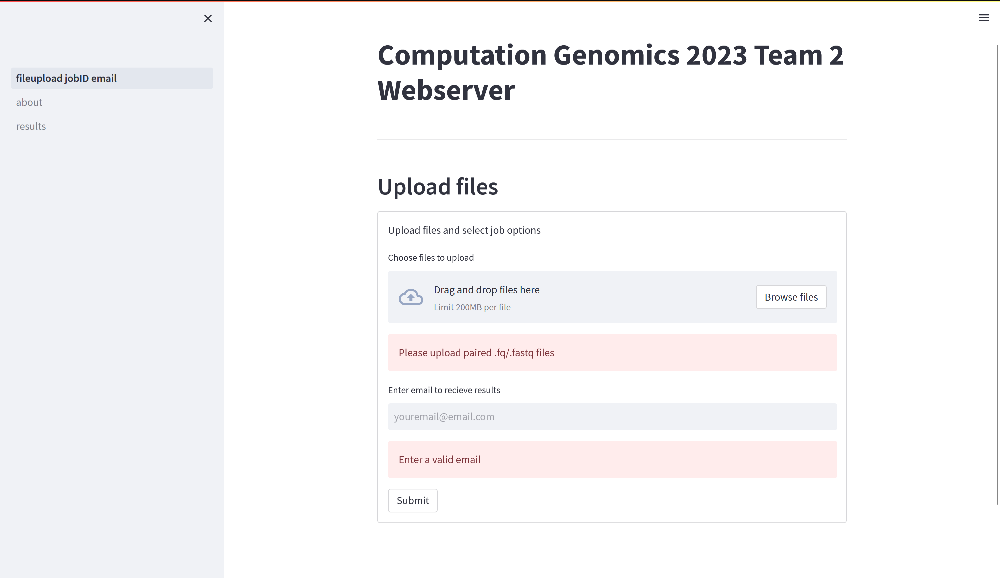 fileupload jobID email
about
results
Computation Genomics 2023 Team 2
Webserver
Upload files
Upload files and select job options
Choose files to upload
Drag and drop files here
Limit 200MB per file
Browse files
Please upload paired .fq/.fastq files
Enter email to recieve results
youremail@email.com
Enter a valid email
Submit